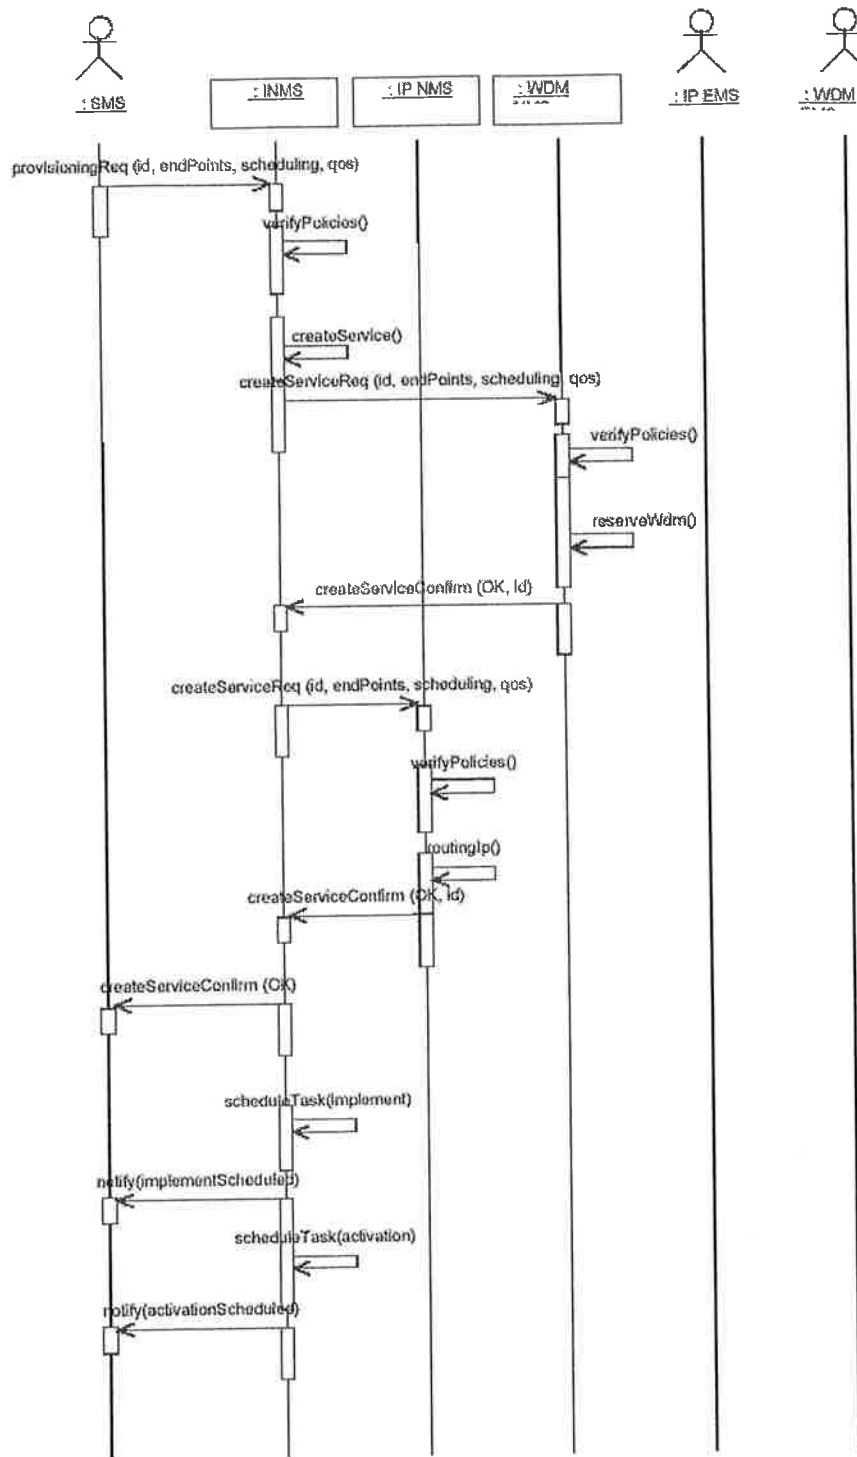 : SMS
: INMS
: IP NMS
: WDM
: IP EMS
: WDM
provisioningReq (id, endPoints, scheduling, qos)
verifyPolicies()
createService()
createServiceReq (id, endPoints, scheduling, qos)
verifyPolicies()
reserveWdm()
createServiceConfirm (OK, id)
createServiceReq (id, endPoints, scheduling, qos)
verifyPolicies()
routingIp()
createServiceConfirm (OK, id)
createServiceConfirm (OK)
scheduleTask(implement)
notify(implementScheduled)
scheduleTask(activation)
notify(activationScheduled)